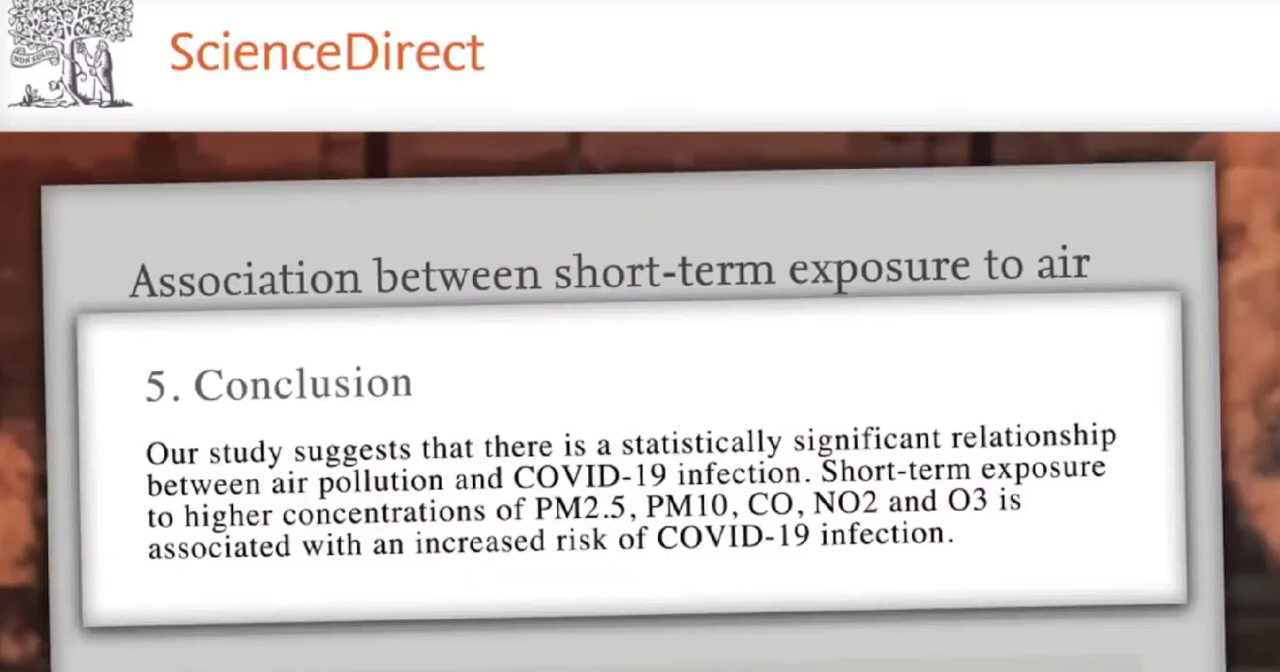 ScienceDirect
Association between short-term exposure to air
5. Conclusion
Our study suggests that there is a statistically significant relationship
between air pollution and COVID-19 infection. Short-term exposure
to higher concentrations of PM2.5, PM10, CO, NO2 and O3 is
associated with an increased risk of COVID-19 infection.